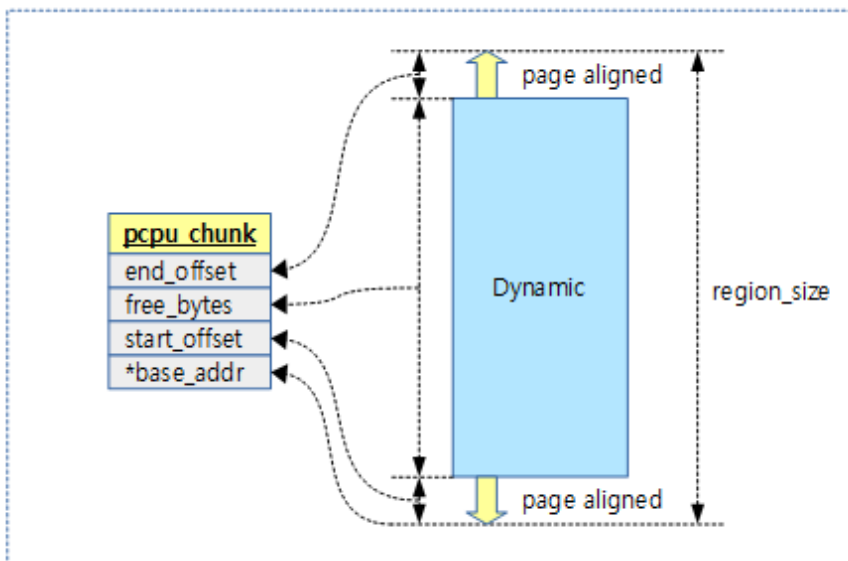 page aligned
pcpu_chunk
end_offset
free_bytes
start_offset
*base_addr
Dynamic
region_size
page aligned